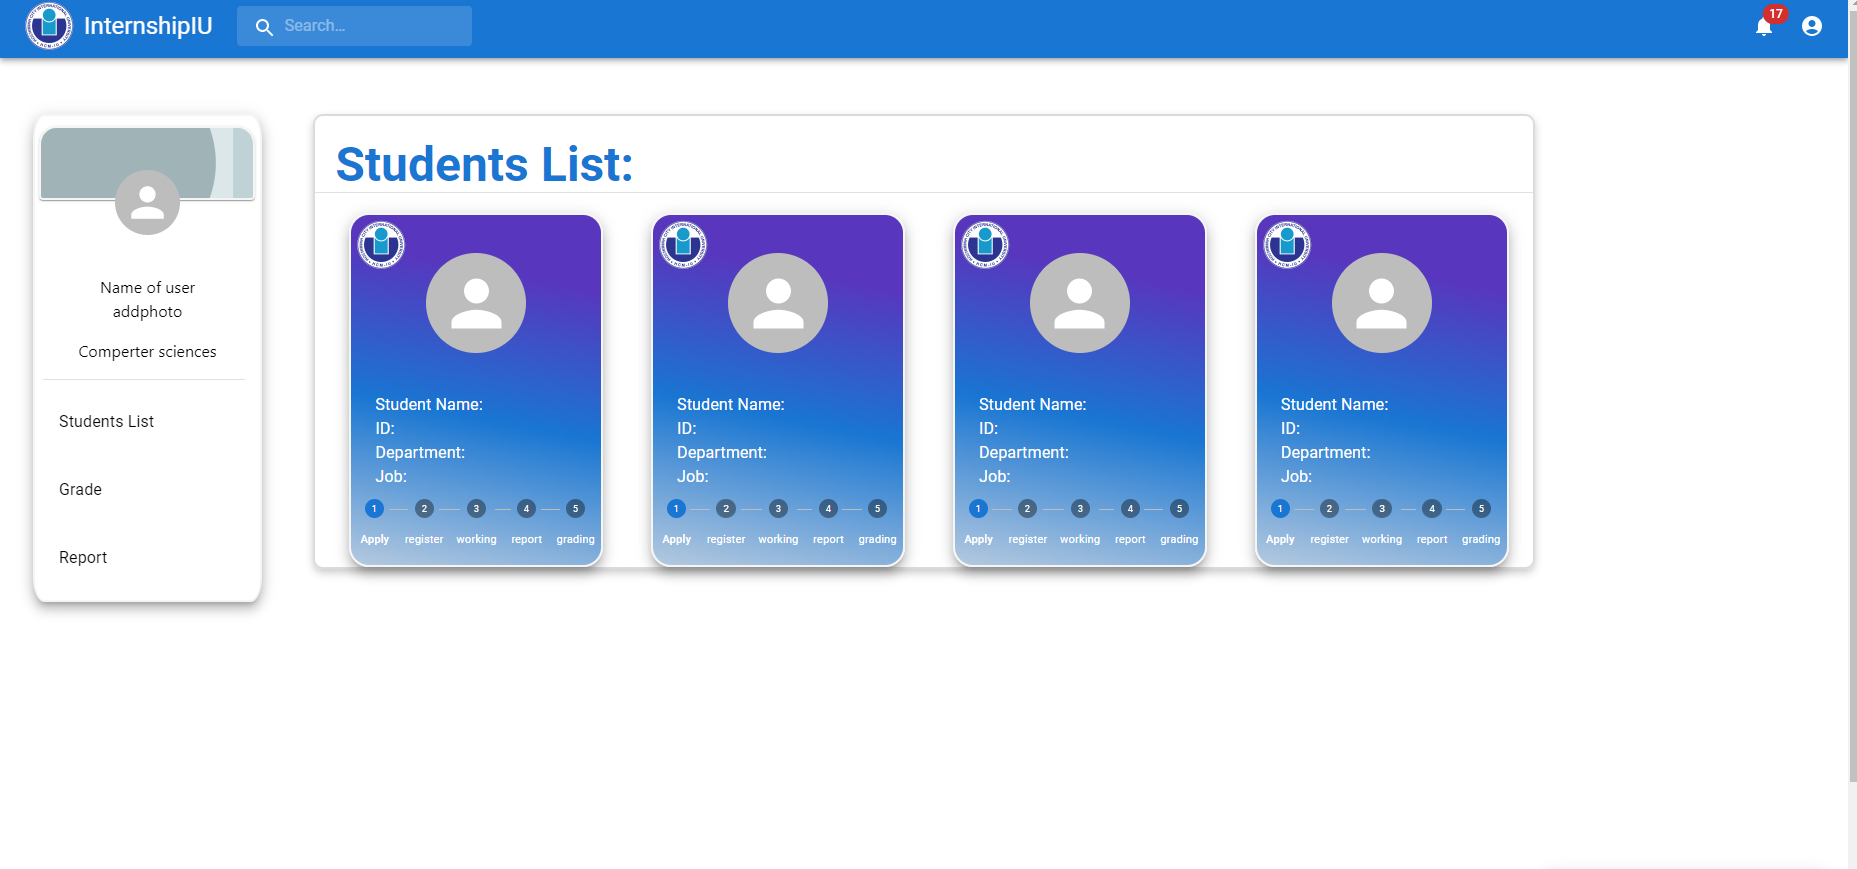 InternshipIU
Search...
17
Name of user
addphoto
Comperter sciences
Students List
Grade
Report
Students List:
Student Name:
ID:
Department:
Job:
1 2 3 4 5
Apply register working report grading
Student Name:
ID:
Department:
Job:
1 2 3 4 5
Apply register working report grading
Student Name:
ID:
Department:
Job:
1 2 3 4 5
Apply register working report grading
Student Name:
ID:
Department:
Job:
1 2 3 4 5
Apply register working report grading